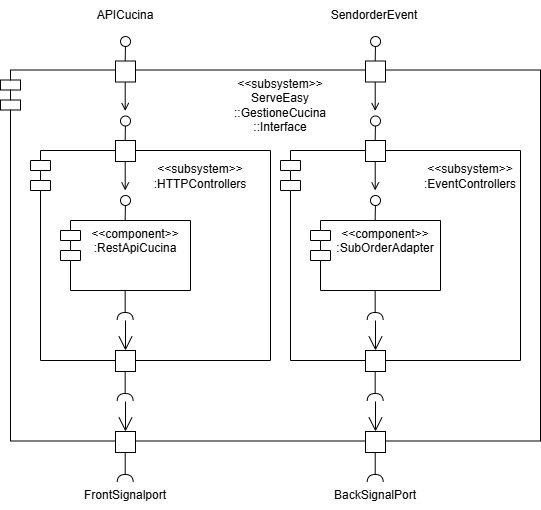 APICucina
SendorderEvent
<<subsystem>>
ServeEasy
::GestioneCucina
::Interface
<<subsystem>>
:HTTPControllers
<<subsystem>>
:EventControllers
<<component>>
:RestApiCucina
<<component>>
:SubOrderAdapter
FrontSignalport
BackSignalPort